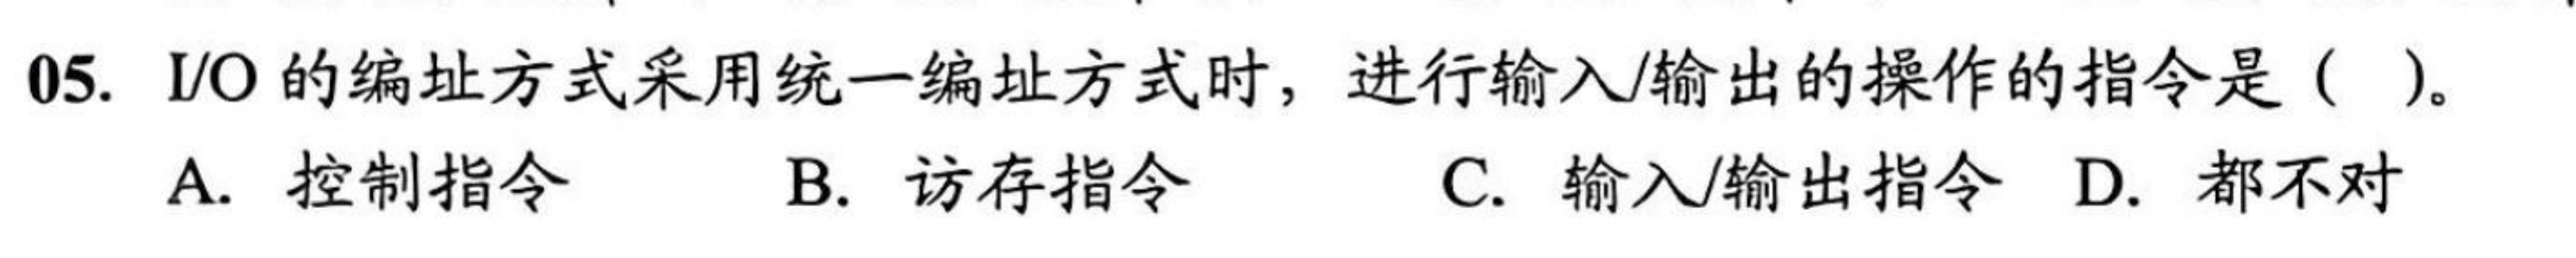 05. I/O 的编址方式采用统一编址方式时，进行输入/输出的操作的指令是（ ）。
A. 控制指令 B. 访存指令 C. 输入/输出指令 D. 都不对